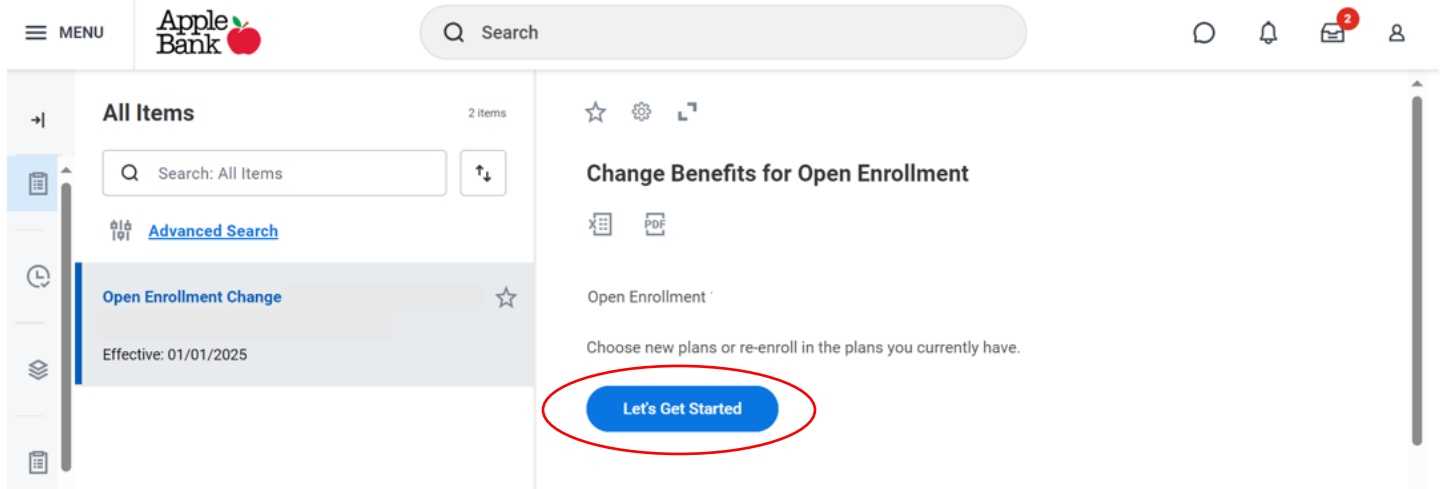 MENU
Apple
Bank
Search
2
All Items
2 items
Search: All Items
Advanced Search
Open Enrollment Change
Effective: 01/01/2025
Change Benefits for Open Enrollment
X
PDF
Open Enrollment
Choose new plans or re-enroll in the plans you currently have.
Let's Get Started